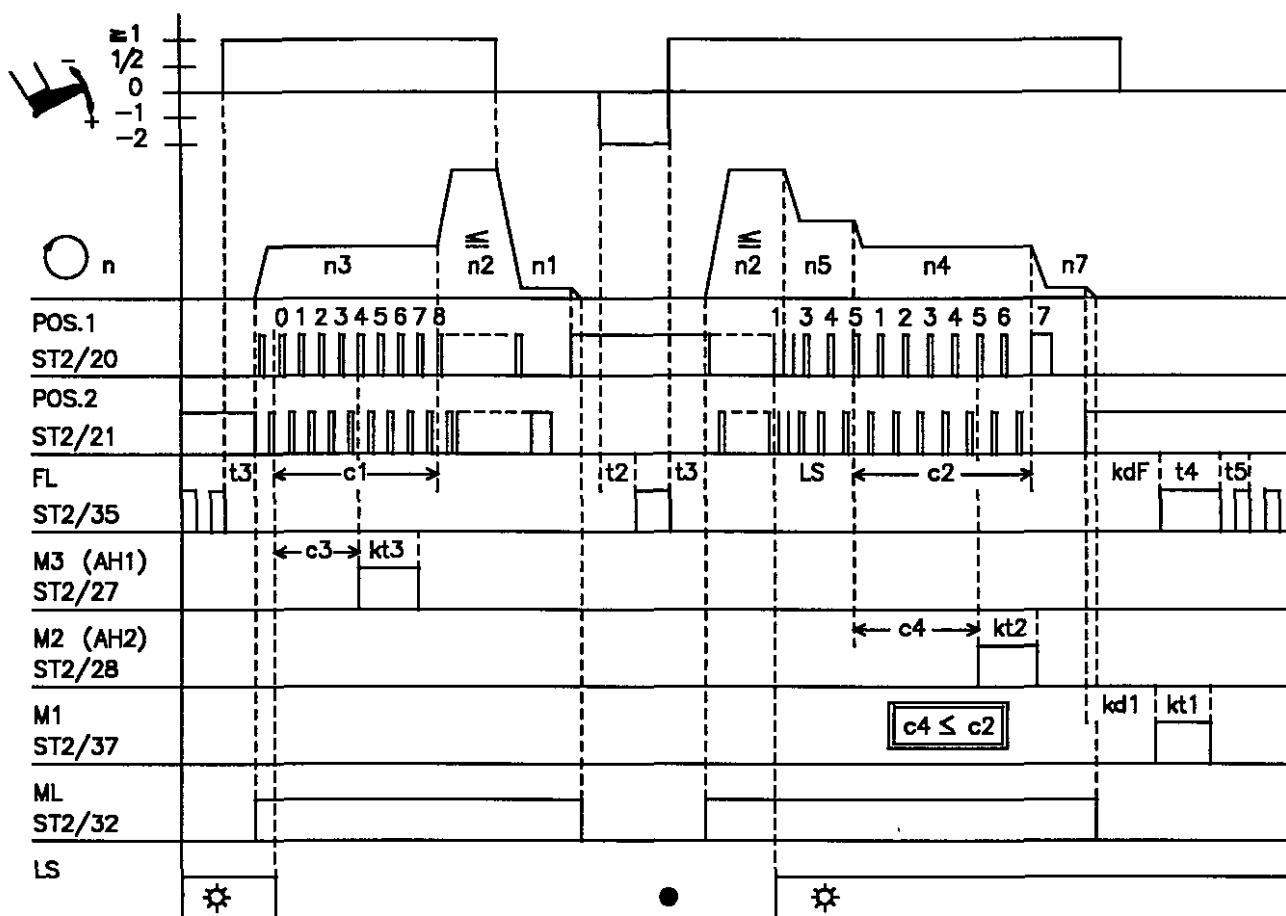 ≧1
1/2
0
-1
-2
-
+
n
n3
n2
n1
n2
n5
n4
n7
POS.1
ST2/20
0 1 2 3 4 5 6 7 8
1 3 4 5 1 2 3 4 5 6 7
POS.2
ST2/21
FL
ST2/35
t3
c1
t2
t3
LS
c2
kdF
t4
t5
M3 (AH1)
ST2/27
c3
kt3
M2 (AH2)
ST2/28
c4
kt2
M1
ST2/37
c4 ≤ c2
kd1
kt1
ML
ST2/32
LS